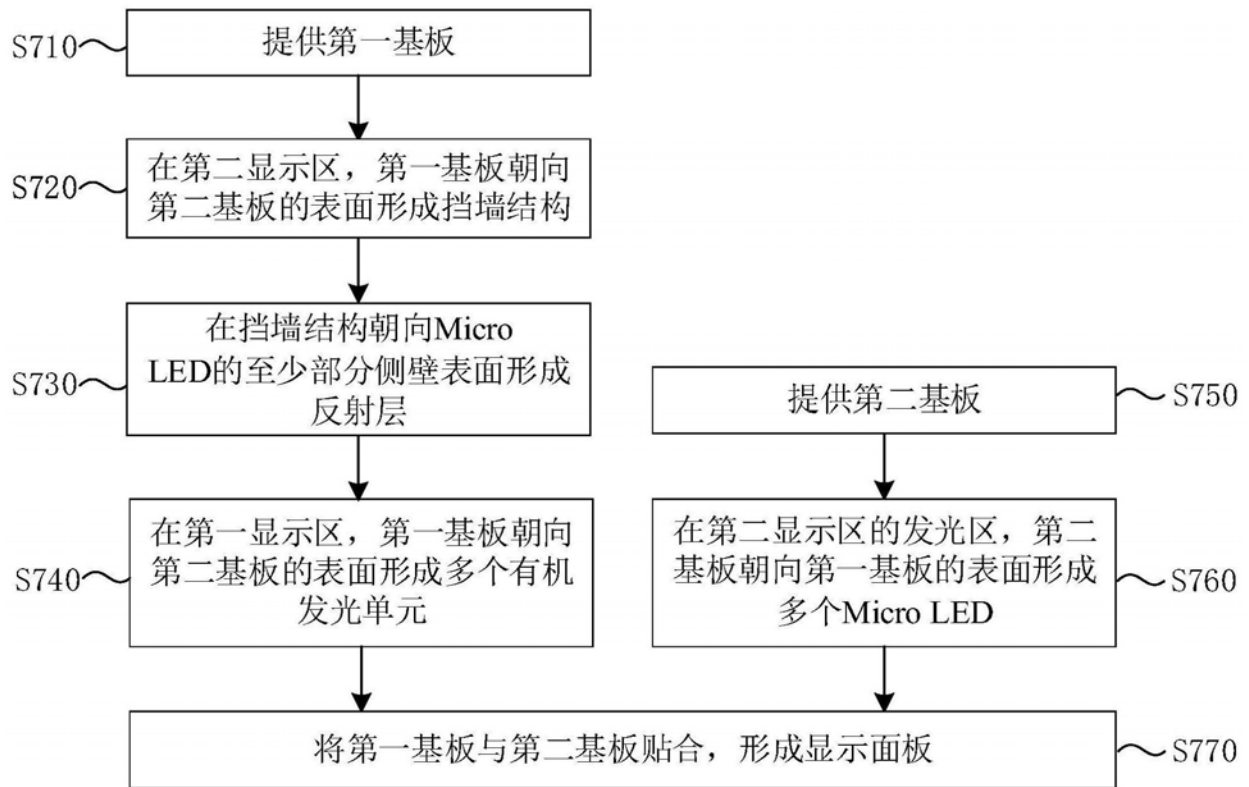 S710
提供第一基板
S720
在第二显示区，第一基板朝向
第二基板的表面形成挡墙结构
S730
在挡墙结构朝向Micro
LED的至少部分侧壁表面形成
反射层
提供第二基板
S750
S740
在第一显示区，第一基板朝向
第二基板的表面形成多个有机
发光单元
在第二显示区的发光区，第二
基板朝向第一基板的表面形成
多个Micro LED
S760
将第一基板与第二基板贴合，形成显示面板
S770